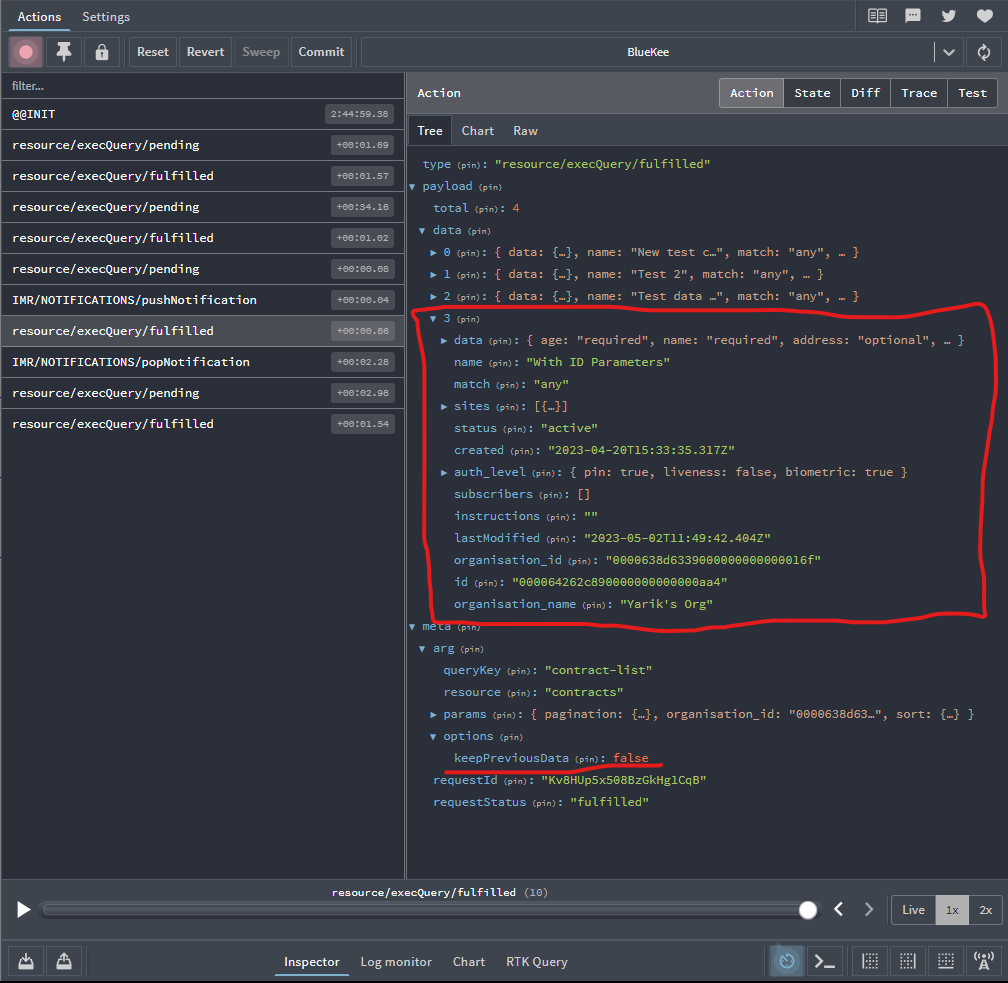 Actions Settings
Reset Revert Sweep Commit BlueKee
filter...
@@INIT 2:44:59.38
resource/execQuery/pending +00:01.69
resource/execQuery/fulfilled +00:01.57
resource/execQuery/pending +00:34.16
resource/execQuery/fulfilled +00:01.02
resource/execQuery/pending +00:00.08
IMR/NOTIFICATIONS/pushNotification +00:00.04
resource/execQuery/fulfilled +00:00.86
IMR/NOTIFICATIONS/popNotification +00:02.28
resource/execQuery/pending +00:02.98
resource/execQuery/fulfilled +00:01.54
Action Action State Diff Trace Test
Tree Chart Raw
type (pin): "resource/execQuery/fulfilled"
payload (pin)
total (pin): 4
data (pin)
0 (pin): { data: {…}, name: "New test c…", match: "any", … }
1 (pin): { data: {…}, name: "Test 2", match: "any", … }
2 (pin): { data: {…}, name: "Test data …", match: "any", … }
3 (pin)
data (pin): { age: "required", name: "required", address: "optional", … }
name (pin): "With ID Parameters"
match (pin): "any"
sites (pin): [{…}]
status (pin): "active"
created (pin): "2023-04-20T15:33:35.317Z"
auth_level (pin): { pin: true, liveness: false, biometric: true }
subscribers (pin): []
instructions (pin): ""
lastModified (pin): "2023-05-02T11:49:42.404Z"
organisation_id (pin): "0000638d6339000000000000016f"
id (pin): "000064262c890000000000000aa4"
organisation_name (pin): "Yarik's Org"
meta (pin)
arg (pin)
queryKey (pin): "contract-list"
resource (pin): "contracts"
params (pin): { pagination: {…}, organisation_id: "0000638d63…", sort: {…} }
options (pin)
keepPreviousData (pin): false
requestId (pin): "Kv8HUp5x508BzGkHglCqB"
requestStatus (pin): "fulfilled"
resource/execQuery/fulfilled (10)
Live 1x 2x
Inspector Log monitor Chart RTK Query